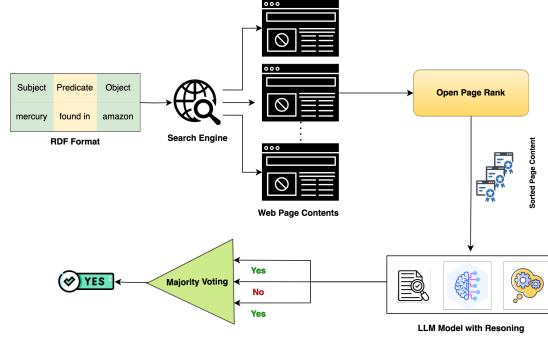 Subject Predicate Object
mercury found in amazon
RDF Format
Search Engine
Web Page Contents
Open Page Rank
Sorted Page Content
LLM Model with Resoning
Yes
No
Yes
Majority Voting
YES